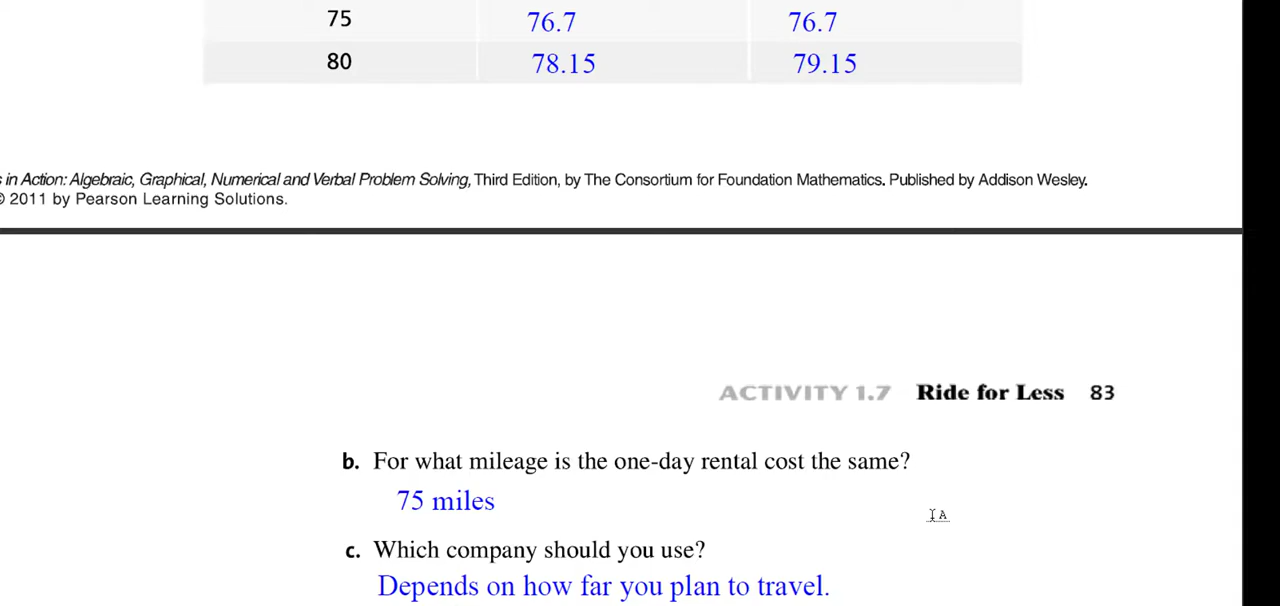 75 76.7 76.7
80 78.15 79.15
in Action: Algebraic, Graphical, Numerical and Verbal Problem Solving, Third Edition, by The Consortium for Foundation Mathematics. Published by Addison Wesley.
© 2011 by Pearson Learning Solutions.
ACTIVITY 1.7 Ride for Less 83
b. For what mileage is the one-day rental cost the same?
75 miles
c. Which company should you use?
Depends on how far you plan to travel.